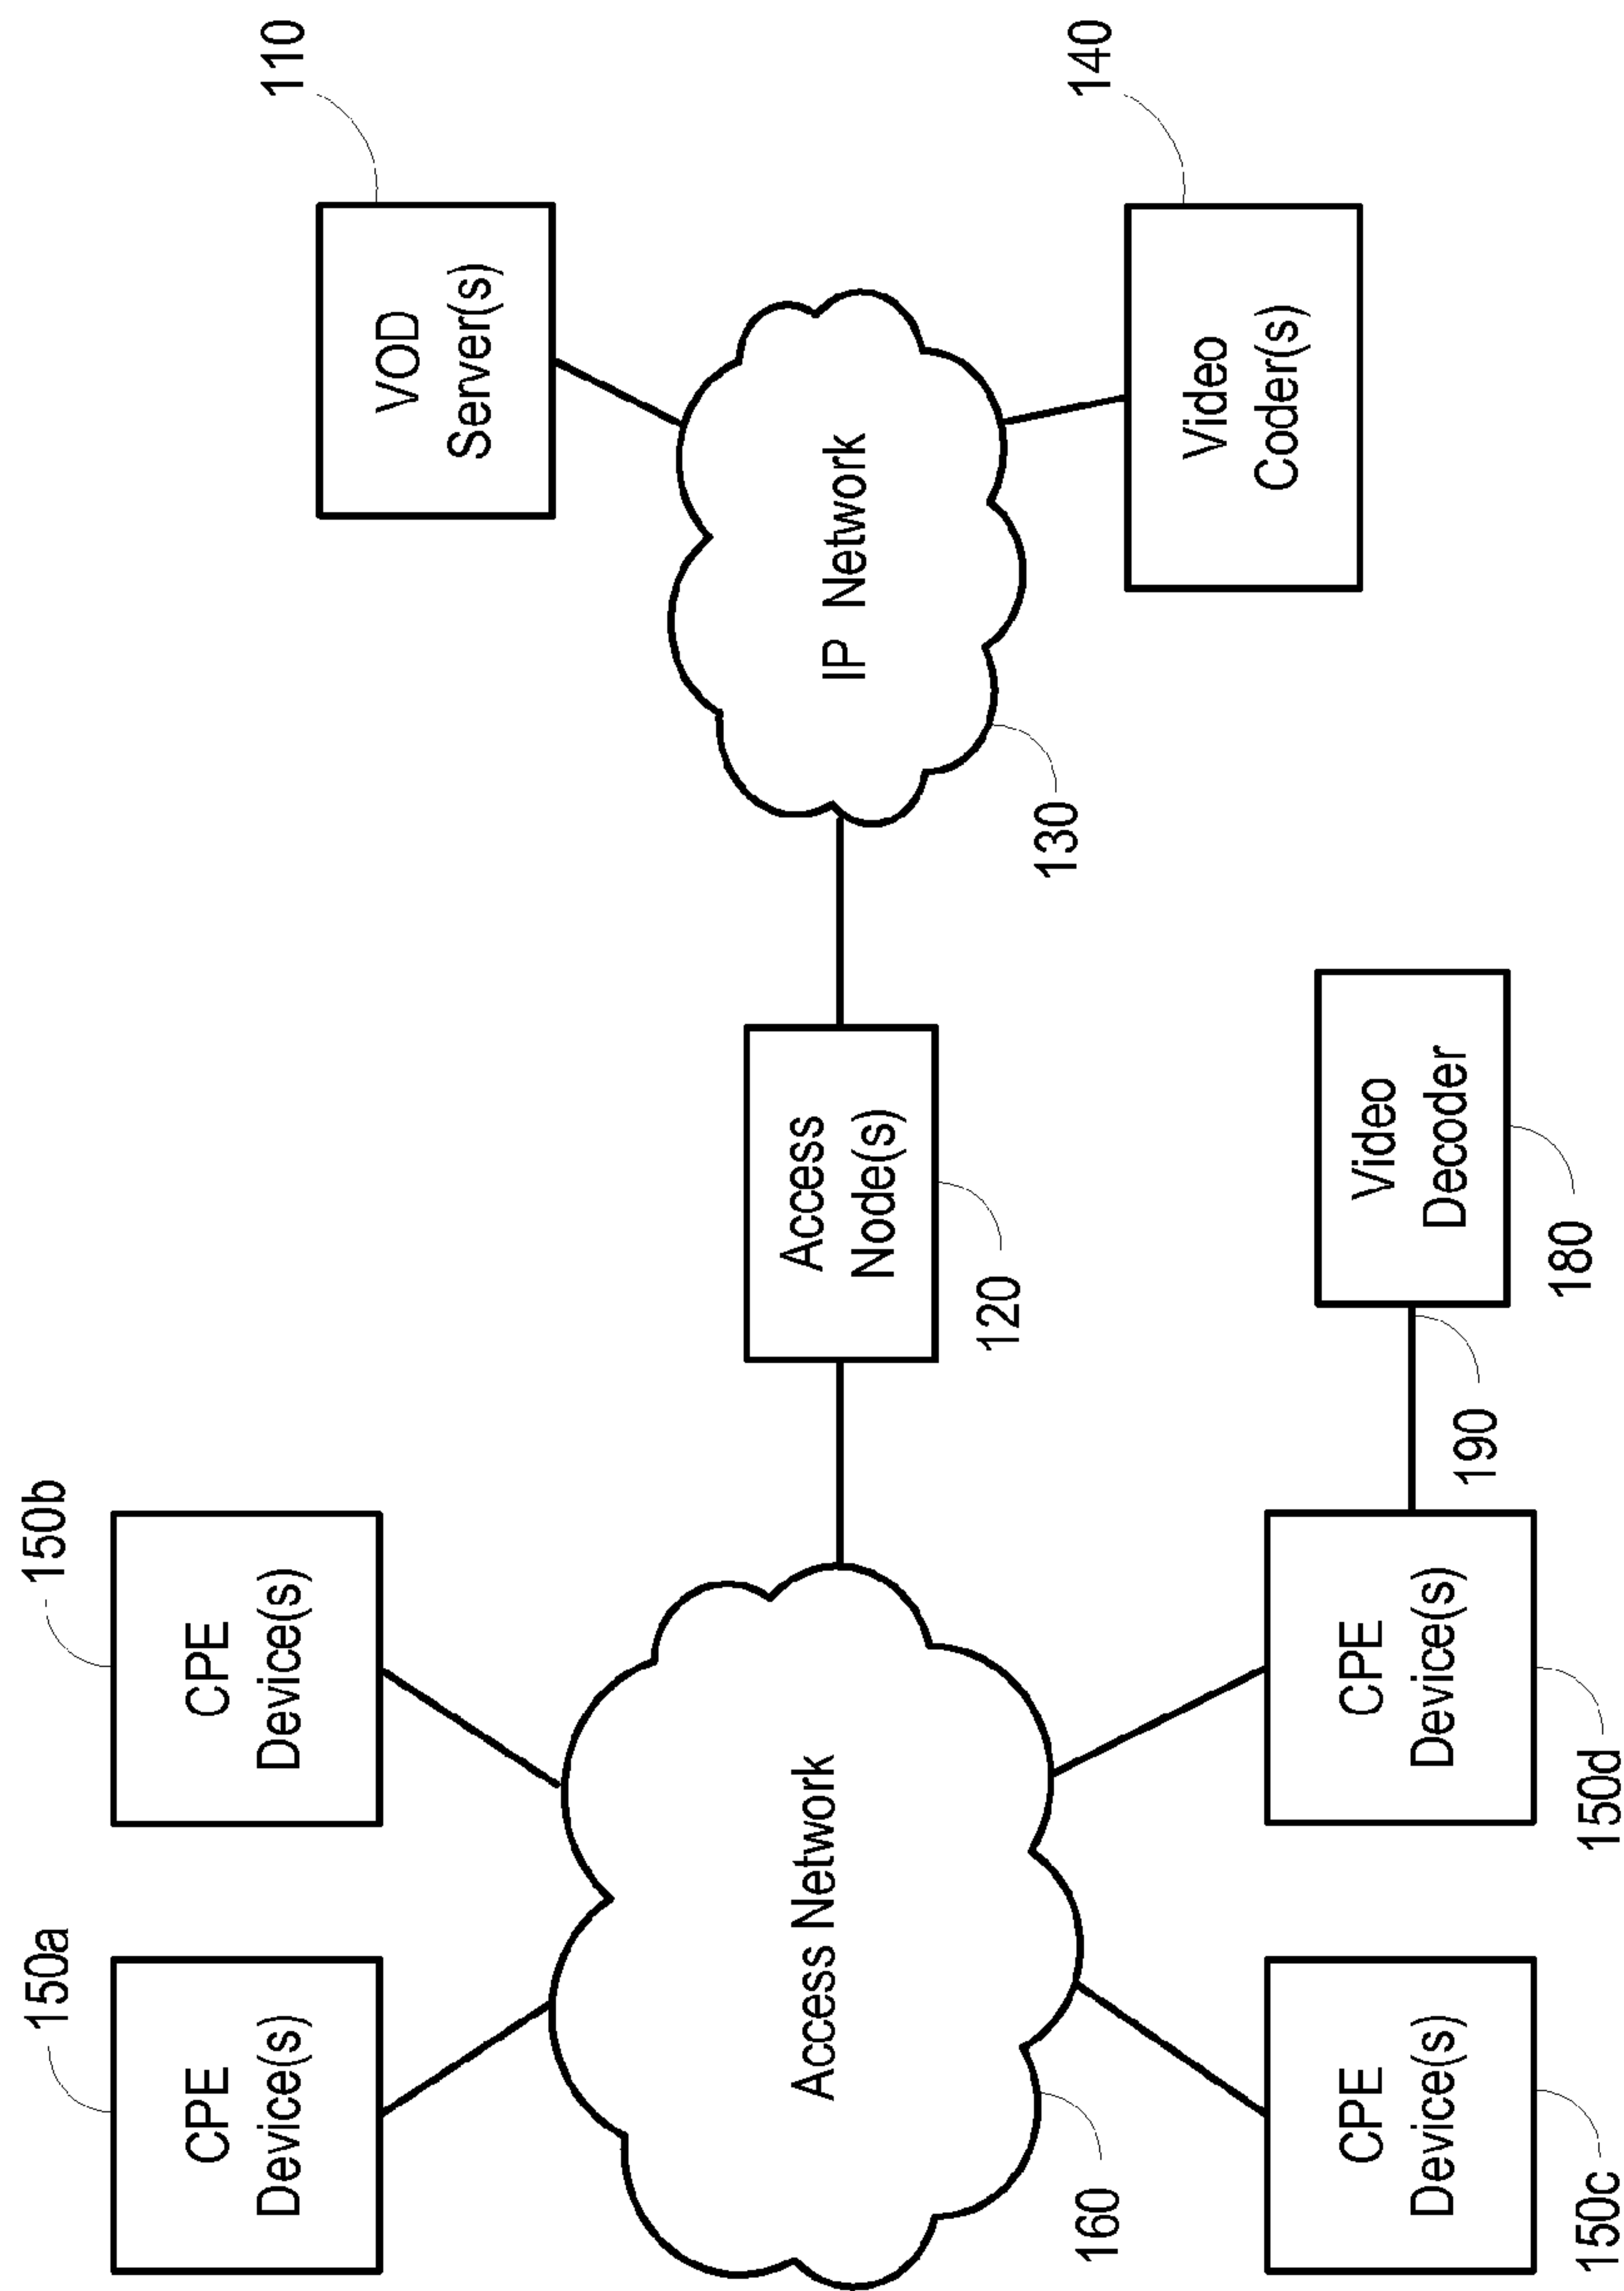 150a
150b
110
CPE
Device(s)
CPE
Device(s)
VOD
Server(s)
Access Network
Access
Node(s)
IP Network
160
120
130
140
CPE
Device(s)
CPE
Device(s)
190
Video
Decoder
Video
Coder(s)
150c
150d
180